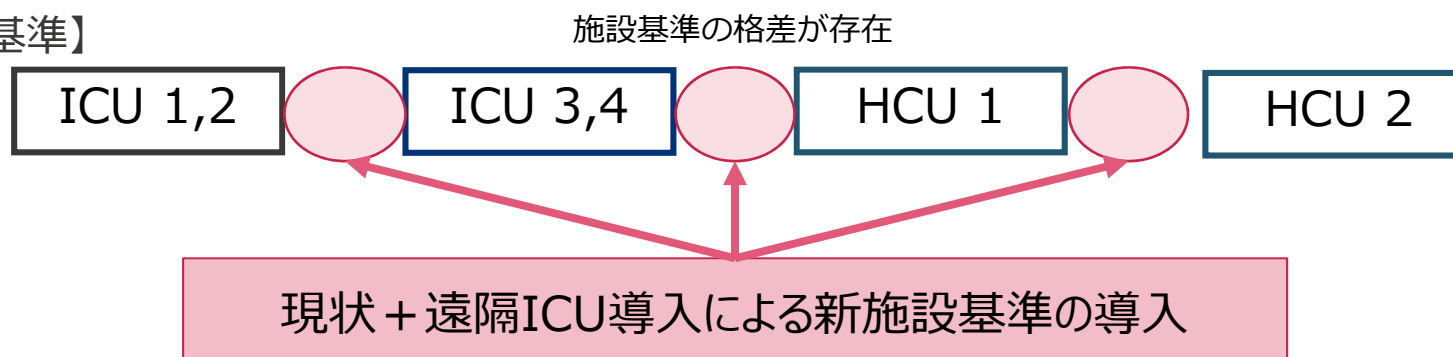 基準】
施設基準の格差が存在
ICU 1,2
ICU 3,4
HCU 1
HCU 2
現状＋遠隔ICU導入による新施設基準の導入